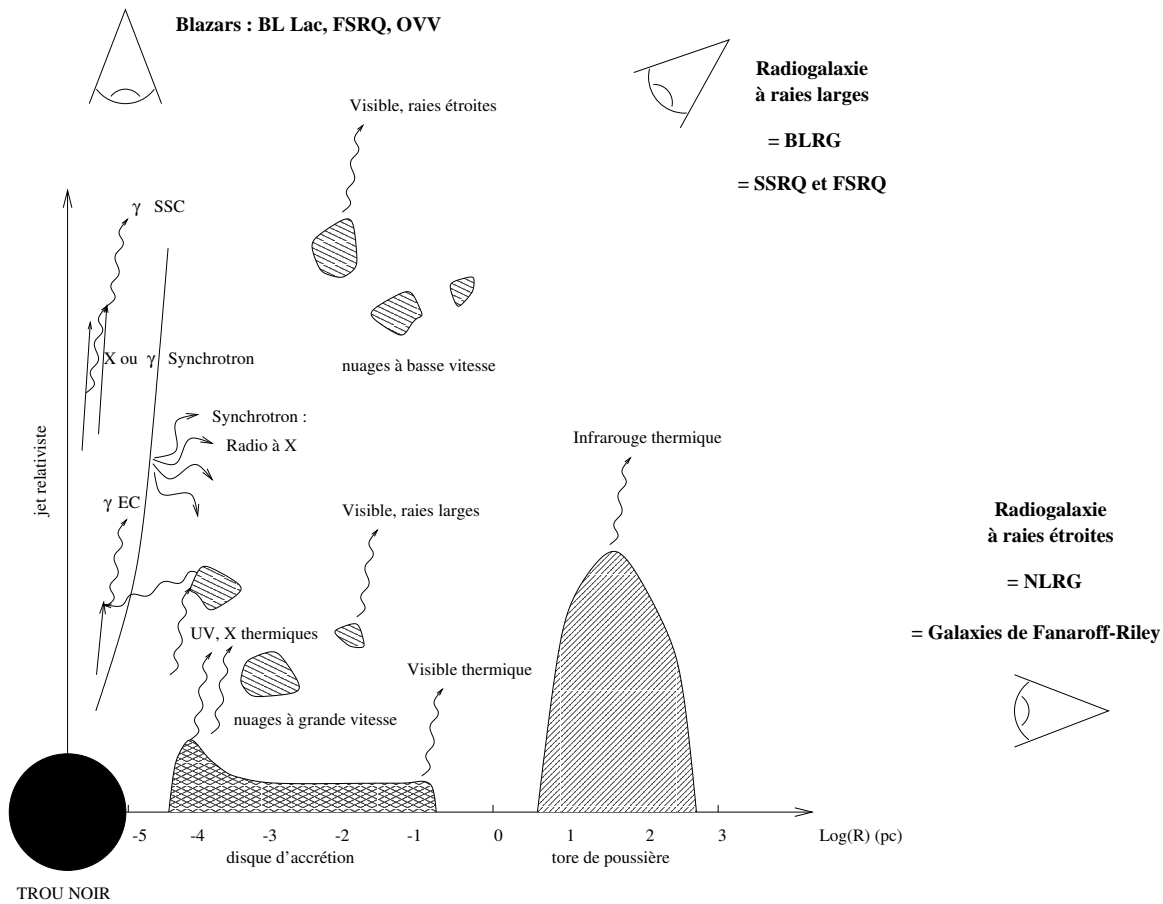 Blazars : BL Lac, FSRQ, OVV
Radiogalaxie
à raies larges
= BLRG
= SSRQ et FSRQ
Visible, raies étroites
γ SSC
X ou γ Synchrotron
nuages à basse vitesse
Synchrotron :
Radio à X
jet relativiste
Infrarouge thermique
γ EC
Visible, raies larges
Radiogalaxie
à raies étroites
= NLRG
= Galaxies de Fanaroff-Riley
UV, X thermiques
Visible thermique
nuages à grande vitesse
-5 -4 -3 -2 -1 0 1 2 3 Log(R) (pc)
disque d'accrétion
tore de poussière
TROU NOIR